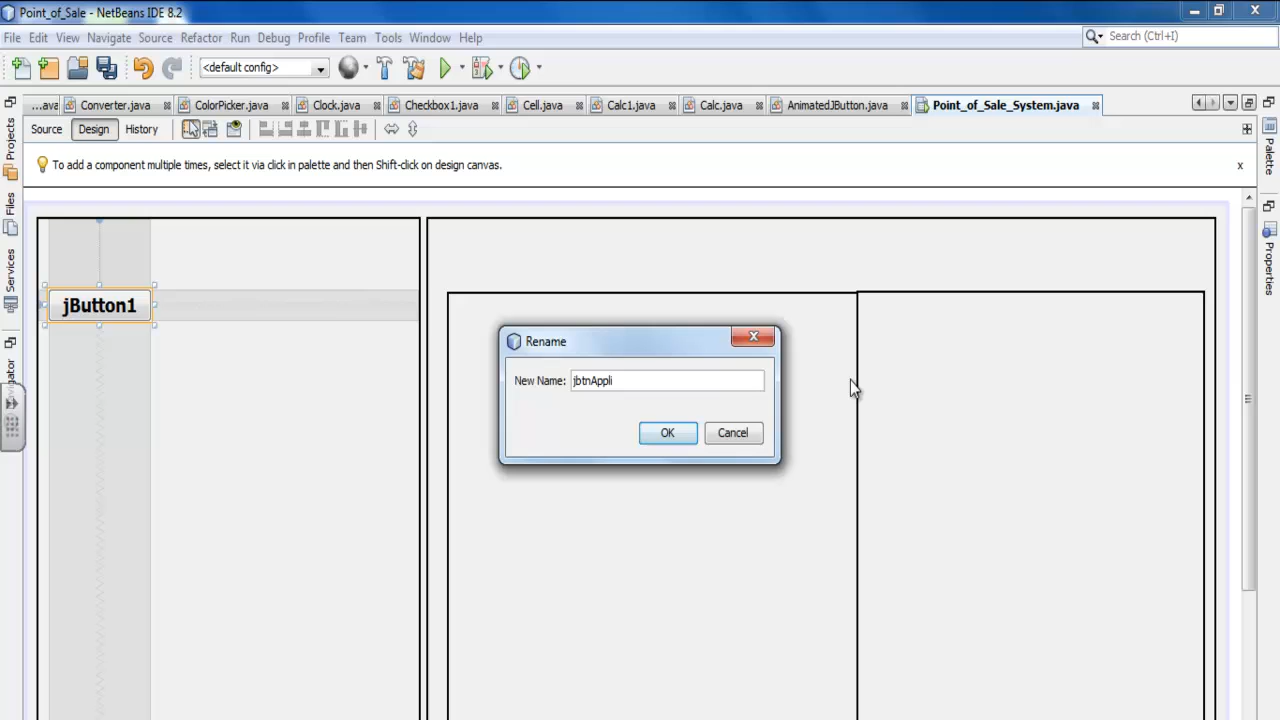 Point_of_Sale - NetBeans IDE 8.2
File Edit View Navigate Source Refactor Run Debug Profile Team Tools Window Help
Search (Ctrl+I)
<default config>
...ava Converter.java ColorPicker.java Clock.java Checkbox1.java Cell.java Calc1.java Calc.java AnimatedJButton.java Point_of_Sale_System.java
Source Design History
To add a component multiple times, select it via click in palette and then Shift-click on design canvas.
x
Projects
Files
Services
avigator
Palette
Properties
jButton1
Rename
New Name: jbtnAppli
OK Cancel